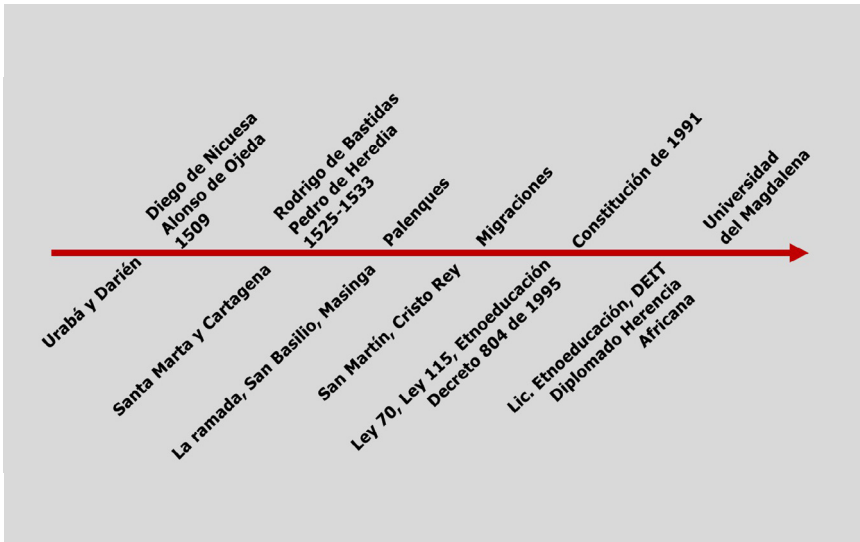 Diego de Nicuesa
Alonso de Ojeda
1509
Rodrigo de Bastidas
Pedro de Heredia
1525-1533
Palenques
Migraciones
Constitución de 1991
Universidad
del Magdalena
Urabá y Darién
Santa Marta y Cartagena
La ramada, San Basilio, Masinga
San Martín, Cristo Rey
Ley 70, Ley 115, Etnoeducación
Decreto 804 de 1995
Lic. Etnoeducación, DEIT
Diplomado Herencia
Africana